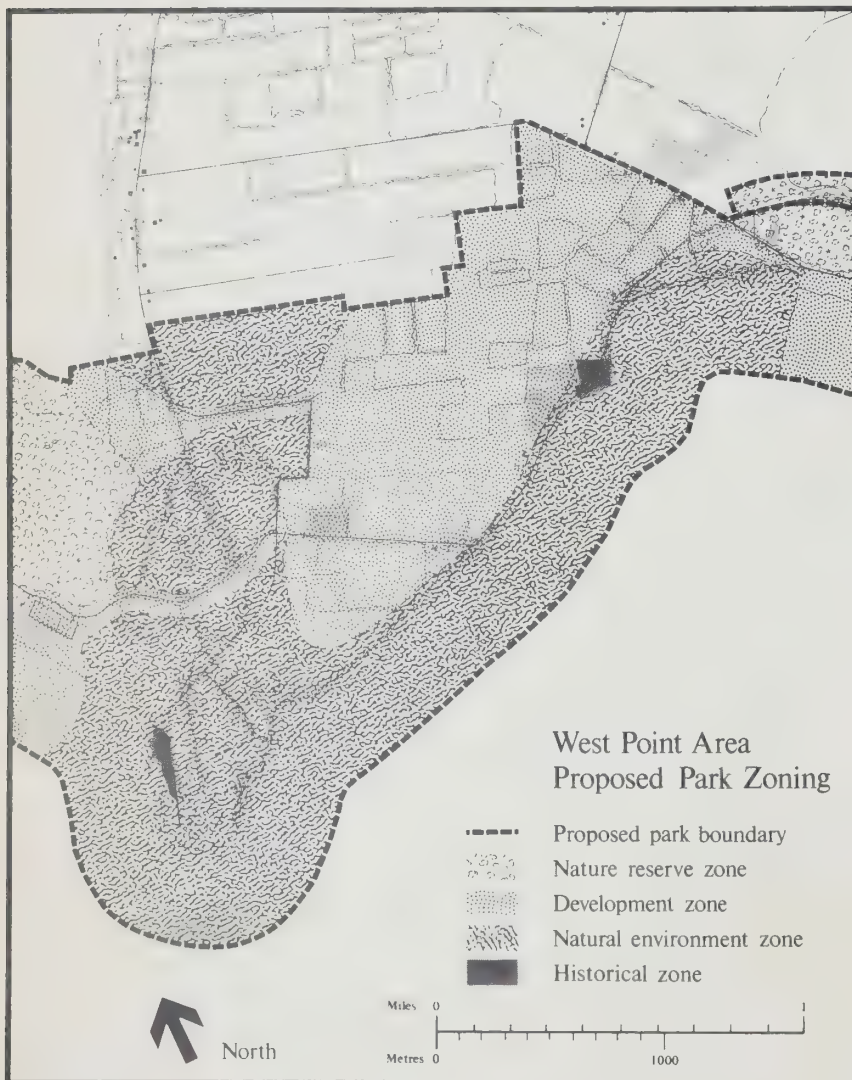 West Point Area
Proposed Park Zoning
Proposed park boundary
Nature reserve zone
Development zone
Natural environment zone
Historical zone
North
Miles 0 1
Metres 0 1000